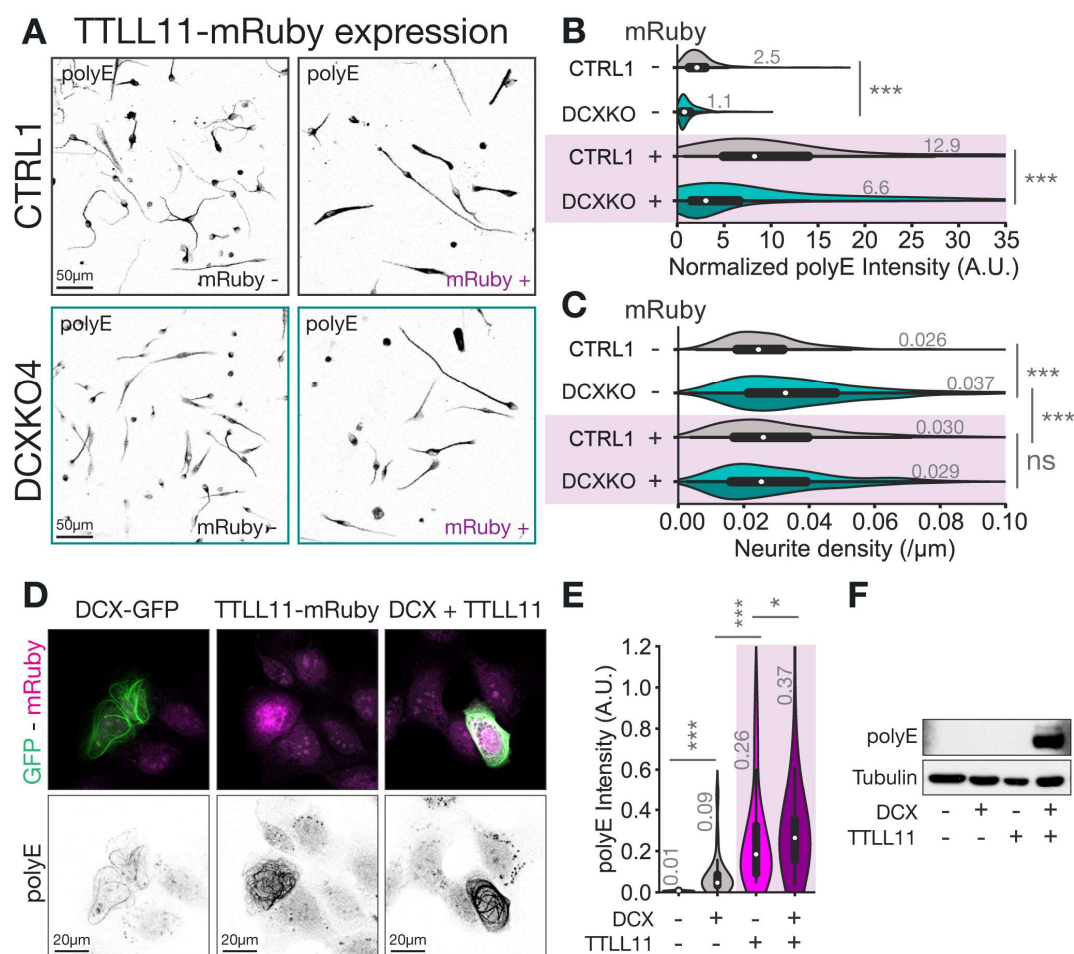 A TTLL11-mRuby expression
CTRL1
polyE
50µm
mRuby -
polyE
mRuby +
DCXKO4
polyE
50µm
mRuby -
polyE
mRuby +
B mRuby
CTRL1 - 2.5
DCXKO - 1.1
***
CTRL1 + 12.9
DCXKO + 6.6
***
0 5 10 15 20 25 30 35
Normalized polyE Intensity (A.U.)
C mRuby
CTRL1 - 0.026
DCXKO - 0.037
***
***
CTRL1 + 0.030
DCXKO + 0.029
ns
0.00 0.02 0.04 0.06 0.08 0.10
Neurite density (/µm)
D
DCX-GFP TTLL11-mRuby DCX + TTLL11
GFP - mRuby
polyE
20µm 20µm 20µm
E
polyE Intensity (A.U.)
1.2
1.0
0.8
0.6
0.4
0.2
0.0
0.01 0.09 0.26 0.37
*** *** *
DCX - + - +
TTLL11 - - + +
F
polyE
Tubulin
DCX - + - +
TTLL11 - - + +